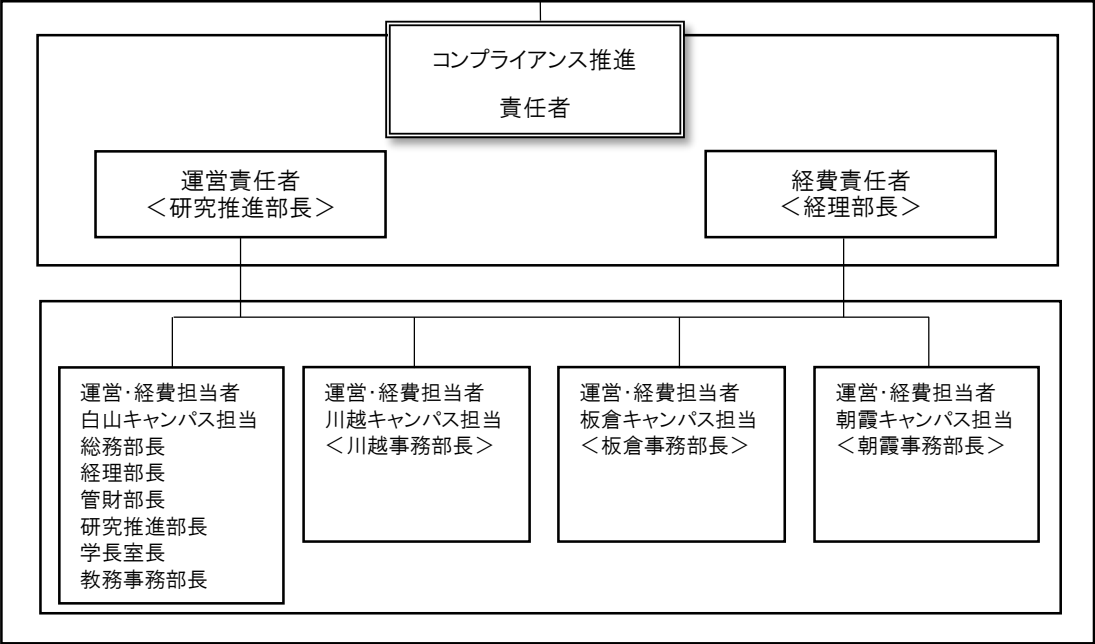 コンプライアンス推進
責任者
運営責任者
＜研究推進部長＞
経費責任者
＜経理部長＞
運営･経費担当者
白山キャンパス担当
総務部長
経理部長
管財部長
研究推進部長
学長室長
教務事務部長
運営･経費担当者
川越キャンパス担当
＜川越事務部長＞
運営･経費担当者
板倉キャンパス担当
＜板倉事務部長＞
運営･経費担当者
朝霞キャンパス担当
＜朝霞事務部長＞